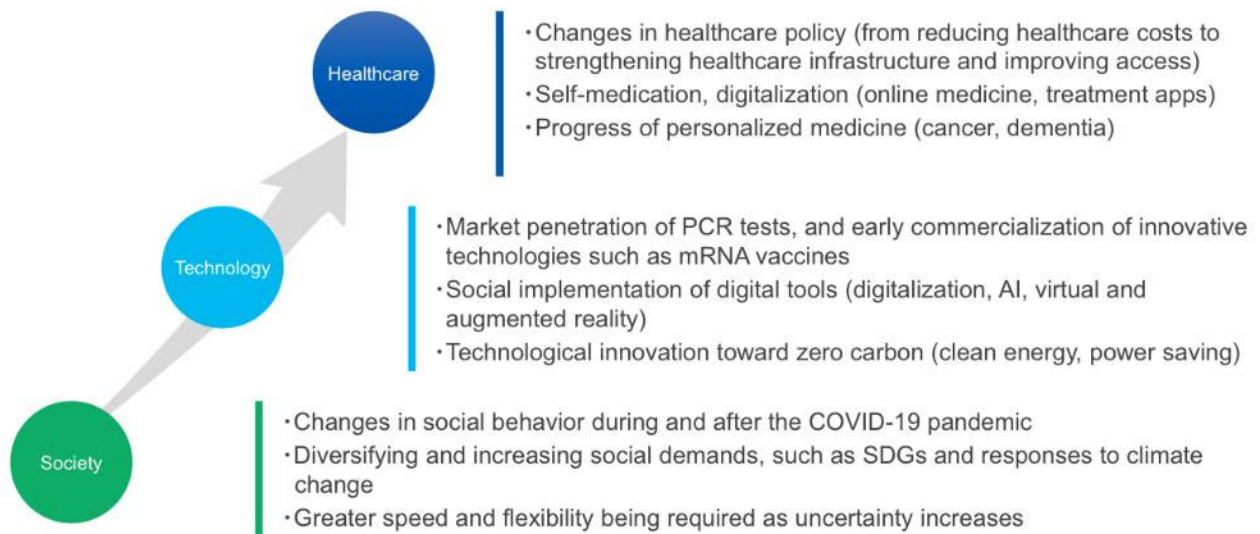 Healthcare
・Changes in healthcare policy (from reducing healthcare costs to
strengthening healthcare infrastructure and improving access)
・Self-medication, digitalization (online medicine, treatment apps)
・Progress of personalized medicine (cancer, dementia)
Technology
・Market penetration of PCR tests, and early commercialization of innovative
technologies such as mRNA vaccines
・Social implementation of digital tools (digitalization, AI, virtual and
augmented reality)
・Technological innovation toward zero carbon (clean energy, power saving)
Society
・Changes in social behavior during and after the COVID-19 pandemic
・Diversifying and increasing social demands, such as SDGs and responses to climate
change
・Greater speed and flexibility being required as uncertainty increases